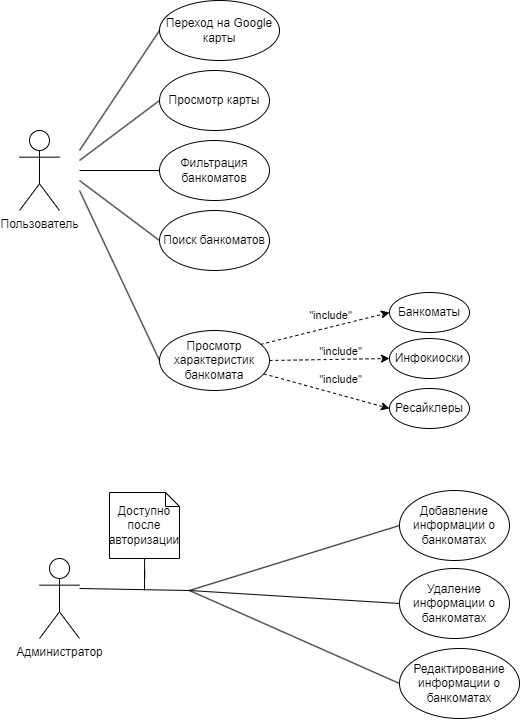 Переход на Google
карты
Просмотр карты
Фильтрация
банкоматов
Пользователь
Поиск банкоматов
Просмотр
характеристик
банкомата
"include"
Банкоматы
"include"
Инфокиоски
"include"
Ресайклеры
Доступно
после
авторизации
Добавление
информации о
банкоматах
Удаление
информации о
банкоматах
Администратор
Редактирование
информации о
банкоматах